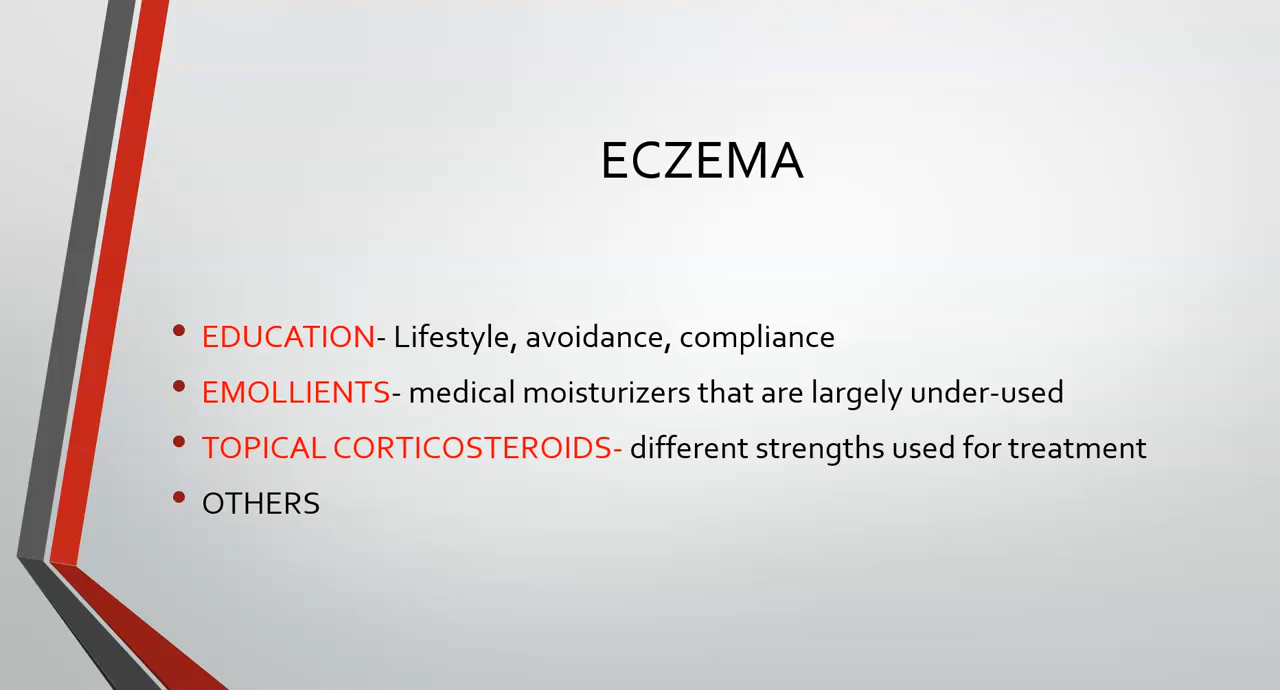 ECZEMA
EDUCATION- Lifestyle, avoidance, compliance
EMOLLIENTS- medical moisturizers that are largely under-used
TOPICAL CORTICOSTEROIDS- different strengths used for treatment
OTHERS